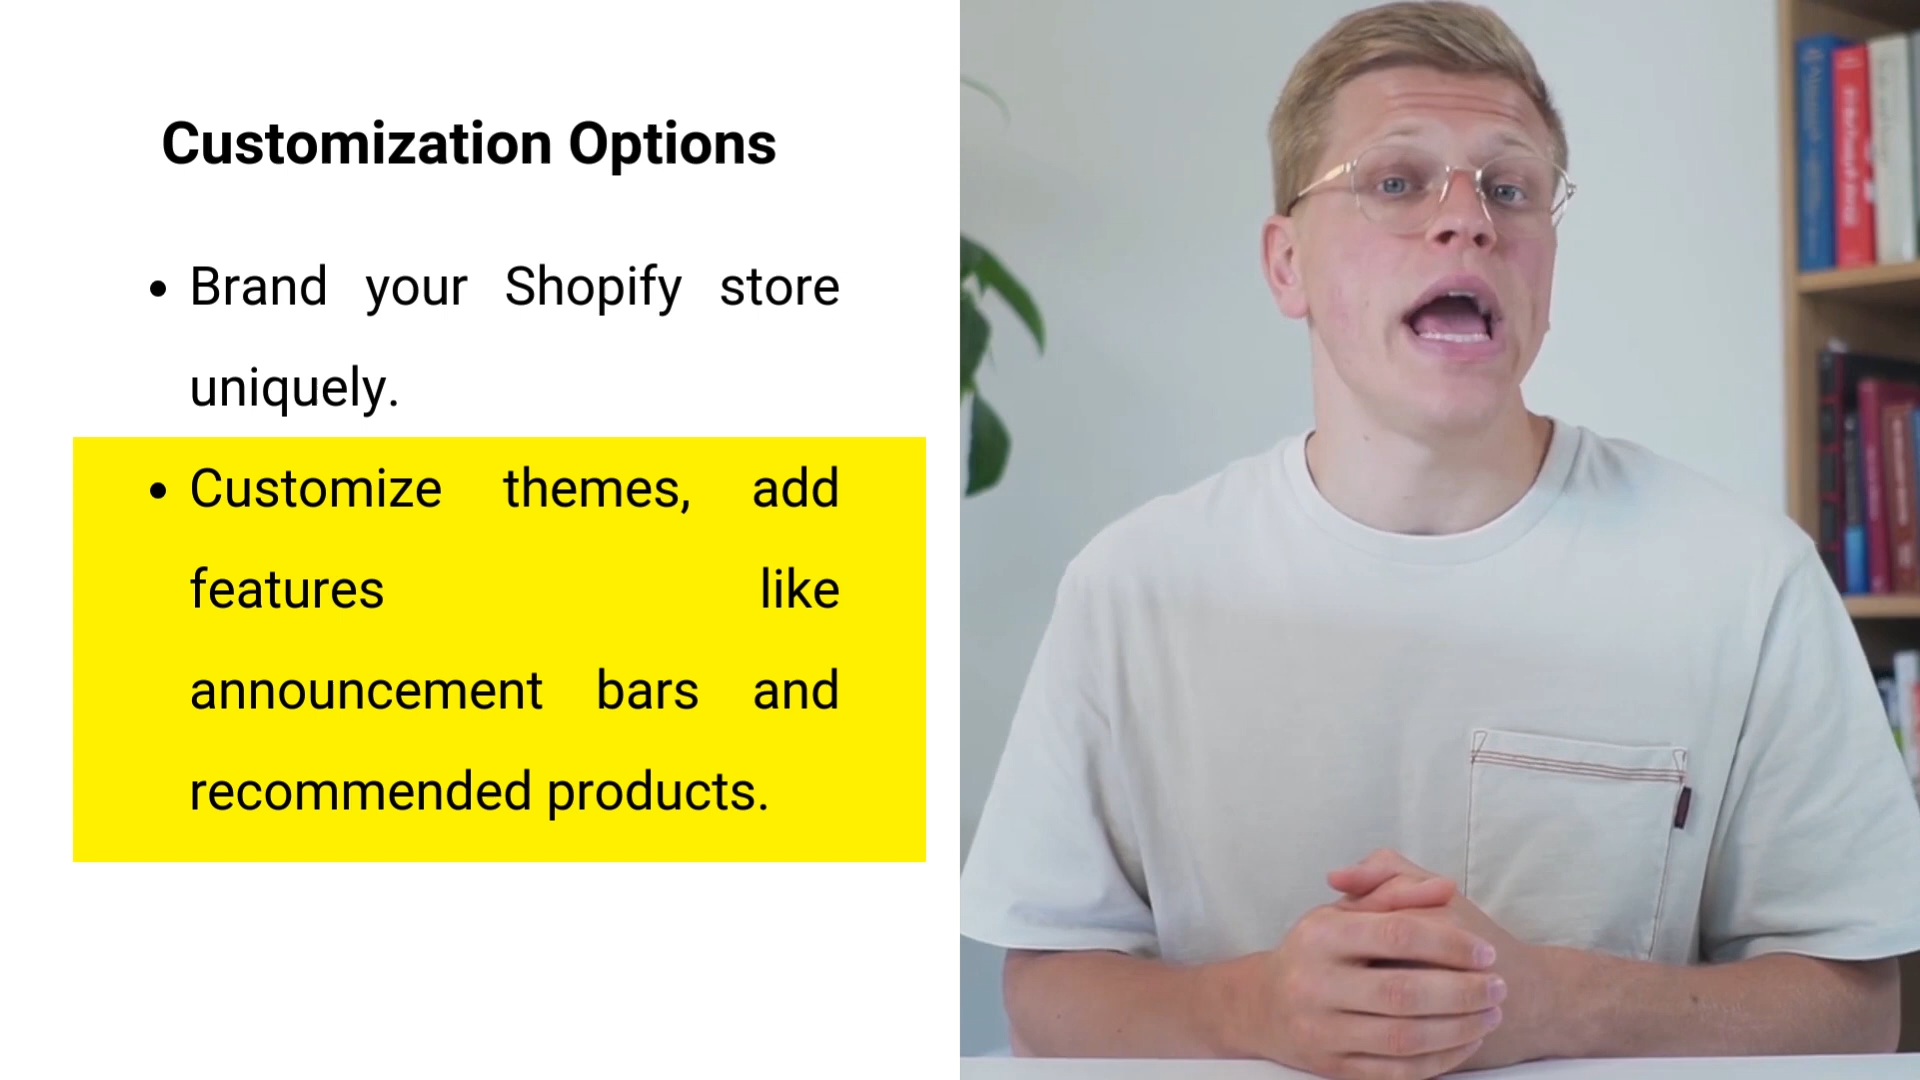 Customization Options
• Brand your Shopify store
uniquely.
• Customize themes, add
features like
announcement bars and
recommended products.